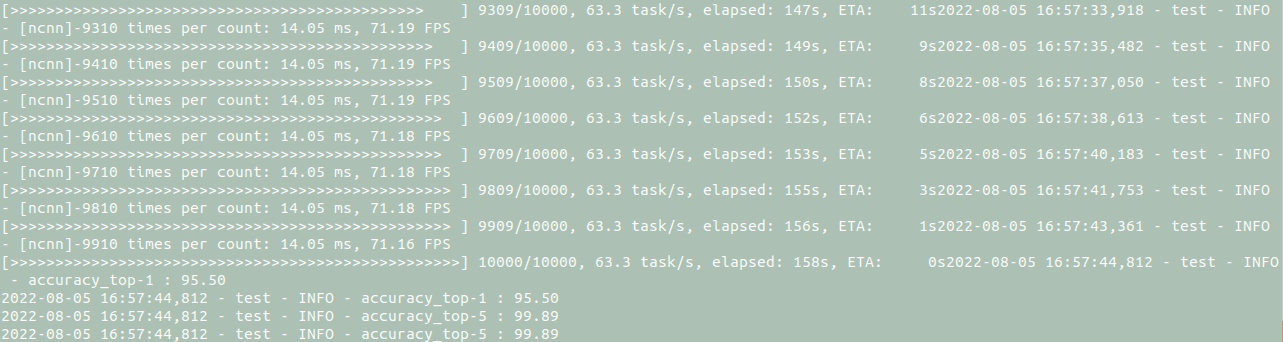 [>>>>>>>>>>>>>>>>>>>>>>>>>>>>>>>>>>>>>>>>>>>>>>    ] 9309/10000, 63.3 task/s, elapsed: 147s, ETA:    11s2022-08-05 16:57:33,918 - test - INFO
- [ncnn]-9310 times per count: 14.05 ms, 71.19 FPS
[>>>>>>>>>>>>>>>>>>>>>>>>>>>>>>>>>>>>>>>>>>>>>>>   ] 9409/10000, 63.3 task/s, elapsed: 149s, ETA:     9s2022-08-05 16:57:35,482 - test - INFO
- [ncnn]-9410 times per count: 14.05 ms, 71.19 FPS
[>>>>>>>>>>>>>>>>>>>>>>>>>>>>>>>>>>>>>>>>>>>>>>>   ] 9509/10000, 63.3 task/s, elapsed: 150s, ETA:     8s2022-08-05 16:57:37,050 - test - INFO
- [ncnn]-9510 times per count: 14.05 ms, 71.19 FPS
[>>>>>>>>>>>>>>>>>>>>>>>>>>>>>>>>>>>>>>>>>>>>>>>>  ] 9609/10000, 63.3 task/s, elapsed: 152s, ETA:     6s2022-08-05 16:57:38,613 - test - INFO
- [ncnn]-9610 times per count: 14.05 ms, 71.18 FPS
[>>>>>>>>>>>>>>>>>>>>>>>>>>>>>>>>>>>>>>>>>>>>>>>>  ] 9709/10000, 63.3 task/s, elapsed: 153s, ETA:     5s2022-08-05 16:57:40,183 - test - INFO
- [ncnn]-9710 times per count: 14.05 ms, 71.18 FPS
[>>>>>>>>>>>>>>>>>>>>>>>>>>>>>>>>>>>>>>>>>>>>>>>>> ] 9809/10000, 63.3 task/s, elapsed: 155s, ETA:     3s2022-08-05 16:57:41,753 - test - INFO
- [ncnn]-9810 times per count: 14.05 ms, 71.18 FPS
[>>>>>>>>>>>>>>>>>>>>>>>>>>>>>>>>>>>>>>>>>>>>>>>>> ] 9909/10000, 63.3 task/s, elapsed: 156s, ETA:     1s2022-08-05 16:57:43,361 - test - INFO
- [ncnn]-9910 times per count: 14.05 ms, 71.16 FPS
[>>>>>>>>>>>>>>>>>>>>>>>>>>>>>>>>>>>>>>>>>>>>>>>>>>] 10000/10000, 63.3 task/s, elapsed: 158s, ETA:     0s2022-08-05 16:57:44,812 - test - INFO
 - accuracy_top-1 : 95.50
2022-08-05 16:57:44,812 - test - INFO - accuracy_top-1 : 95.50
2022-08-05 16:57:44,812 - test - INFO - accuracy_top-5 : 99.89
2022-08-05 16:57:44,812 - test - INFO - accuracy_top-5 : 99.89